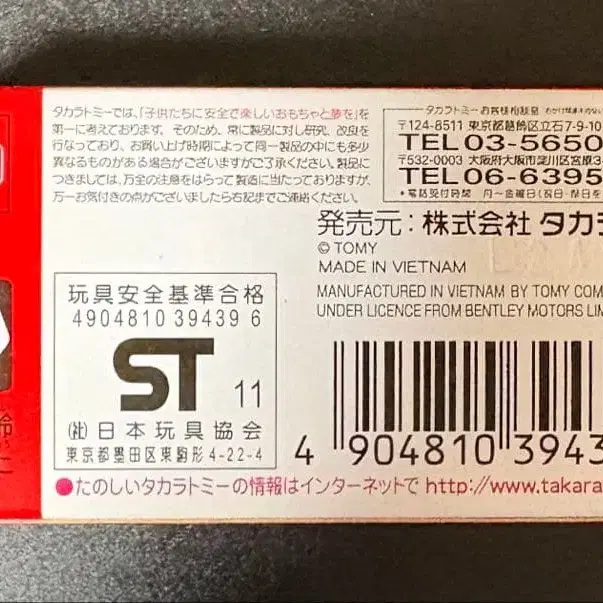 タカラトミーでは、「子供たちに安全で楽しいおもちゃと夢を」を
第一に考えております。そのため、常に製品に対し研究、改良を
行なっており、お買い上げ時期によって同一製品の中にも多少
異なるものがある場合がございますがご了承ください。製品に
つきましては、万全の注意をはらって製造に当たっておりますが、
万一お気付きの点がございましたら右記までご連絡ください。
タカラトミーお客様相談室
〒124-8511 東京都葛飾区立石7-9-10
TEL 03-5650
〒532-0003 大阪府大阪市淀川区宮原3-
TEL 06-6395
*電話受付時間 月〜金曜日(祝日・
発売元:株式会社 タカラ
© TOMY
MADE IN VIETNAM
MANUFACTURED IN VIETNAM BY TOMY COM
UNDER LICENCE FROM BENTLEY MOTORS LIM
玩具安全基準合格
4904810 39439 6
ST 11
(社)日本玩具協会
東京都墨田区東駒形4-22-4
4 904810 3943
●たのしいタカラトミーの情報はインターネットで http://www.takara